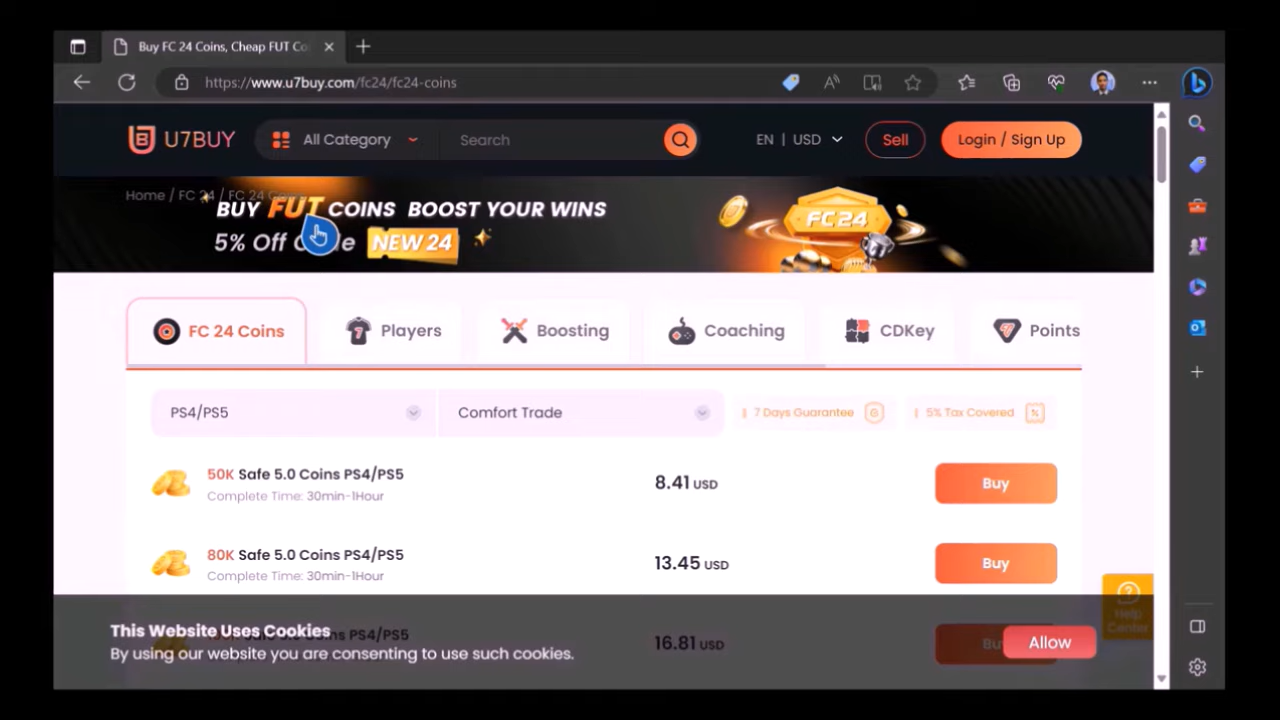 Buy FC 24 Coins, Cheap FUT Co
https://www.u7buy.com/fc24/fc24-coins
U7BUY
All Category
Search
EN | USD
Sell
Login / Sign Up
Home / FC 24 / FC 24
BUY FUT COINS BOOST YOUR WINS
5% Off NEW 24
FC24
FC 24 Coins
Players
Boosting
Coaching
CDKey
Points
PS4/PS5
Comfort Trade
7 Days Guarantee
5% Tax Covered
50K Safe 5.0 Coins PS4/PS5
8.41 USD
Buy
Complete Time: 30min-1Hour
80K Safe 5.0 Coins PS4/PS5
13.45 USD
Buy
Complete Time: 30min-1Hour
Help
Center
This Website Uses Cookies
PS4/PS5
16.81 USD
Allow
By using our website you are consenting to use such cookies.